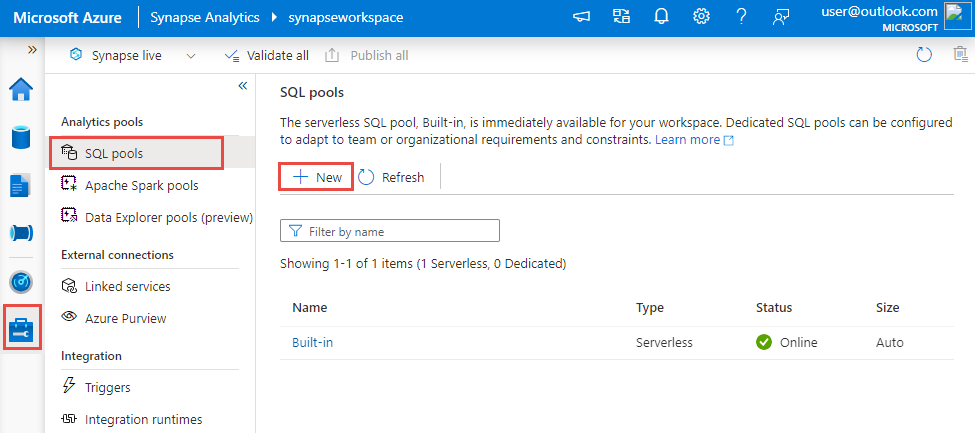 Microsoft Azure
Synapse Analytics
synapseworkspace
?
user@outlook.com
MICROSOFT
»
Synapse live
Validate all
Publish all
«
Analytics pools
SQL pools
Apache Spark pools
Data Explorer pools (preview)
External connections
Linked services
Azure Purview
Integration
Triggers
Integration runtimes
SQL pools
The serverless SQL pool, Built-in, is immediately available for your workspace. Dedicated SQL pools can be configured
to adapt to team or organizational requirements and constraints. Learn more
New
Refresh
Filter by name
Showing 1-1 of 1 items (1 Serverless, 0 Dedicated)
Name Type Status Size
Built-in Serverless Online Auto